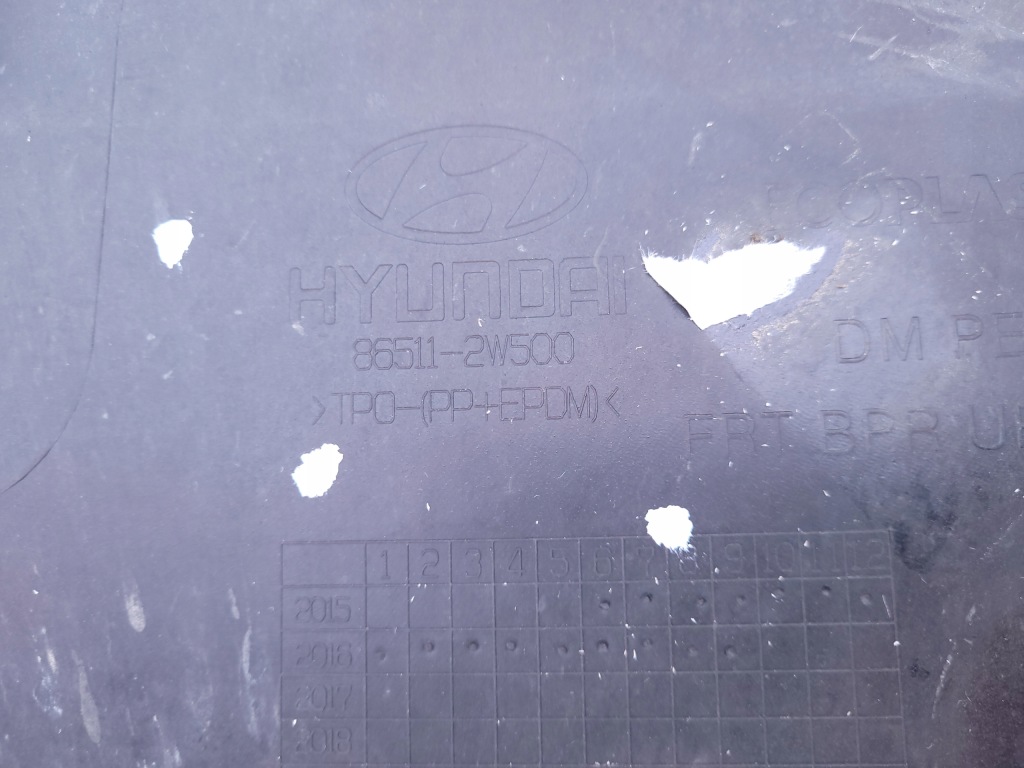 HYUNDAI
86511-2W500
>TPO-(PP+EPDM)<
DM PE
FRT BPR
1 2 3 4 5 6 7 8 9 10 11 12
2015
2016
2017
2018